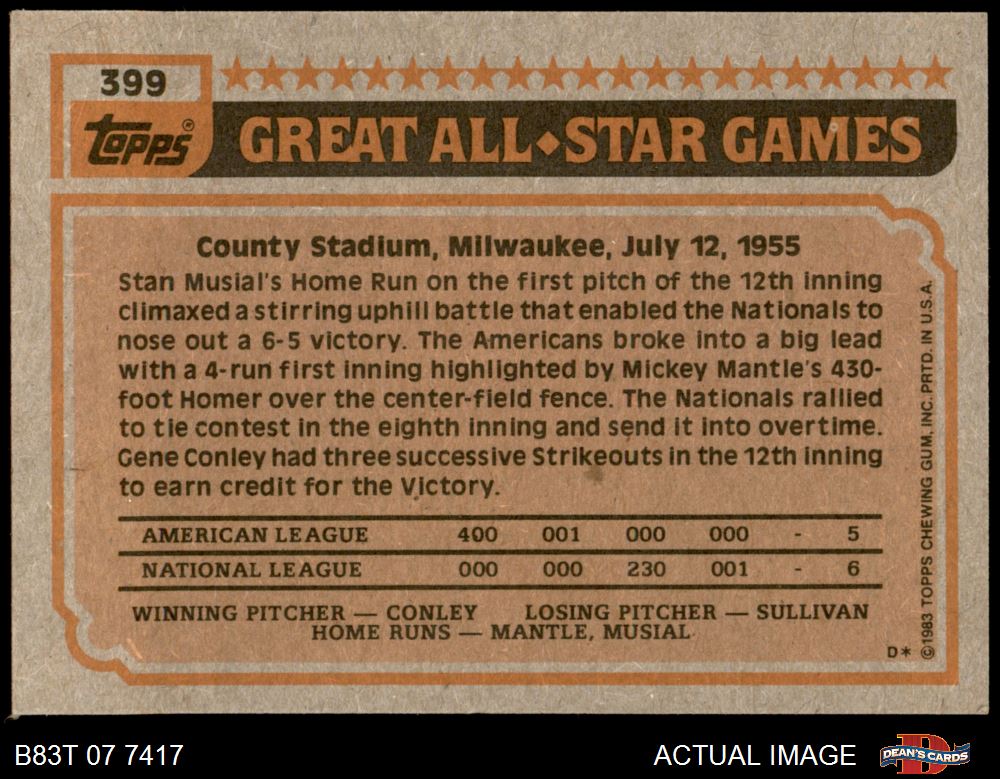 399
Topps®
GREAT ALL◆STAR GAMES
County Stadium, Milwaukee, July 12, 1955
Stan Musial's Home Run on the first pitch of the 12th inning
climaxed a stirring uphill battle that enabled the Nationals to
nose out a 6-5 victory. The Americans broke into a big lead
with a 4-run first inning highlighted by Mickey Mantle's 430-
foot Homer over the center-field fence. The Nationals rallied
to tie contest in the eighth inning and send it into overtime.
Gene Conley had three successive Strikeouts in the 12th inning
to earn credit for the Victory.
AMERICAN LEAGUE 400 001 000 000 - 5
NATIONAL LEAGUE 000 000 230 001 - 6
WINNING PITCHER — CONLEY LOSING PITCHER — SULLIVAN
HOME RUNS — MANTLE, MUSIAL
D*
©1983 TOPPS CHEWING GUM, INC. PRTD. IN U.S.A.
B83T 07 7417
ACTUAL IMAGE
D
DEAN'S CARDS